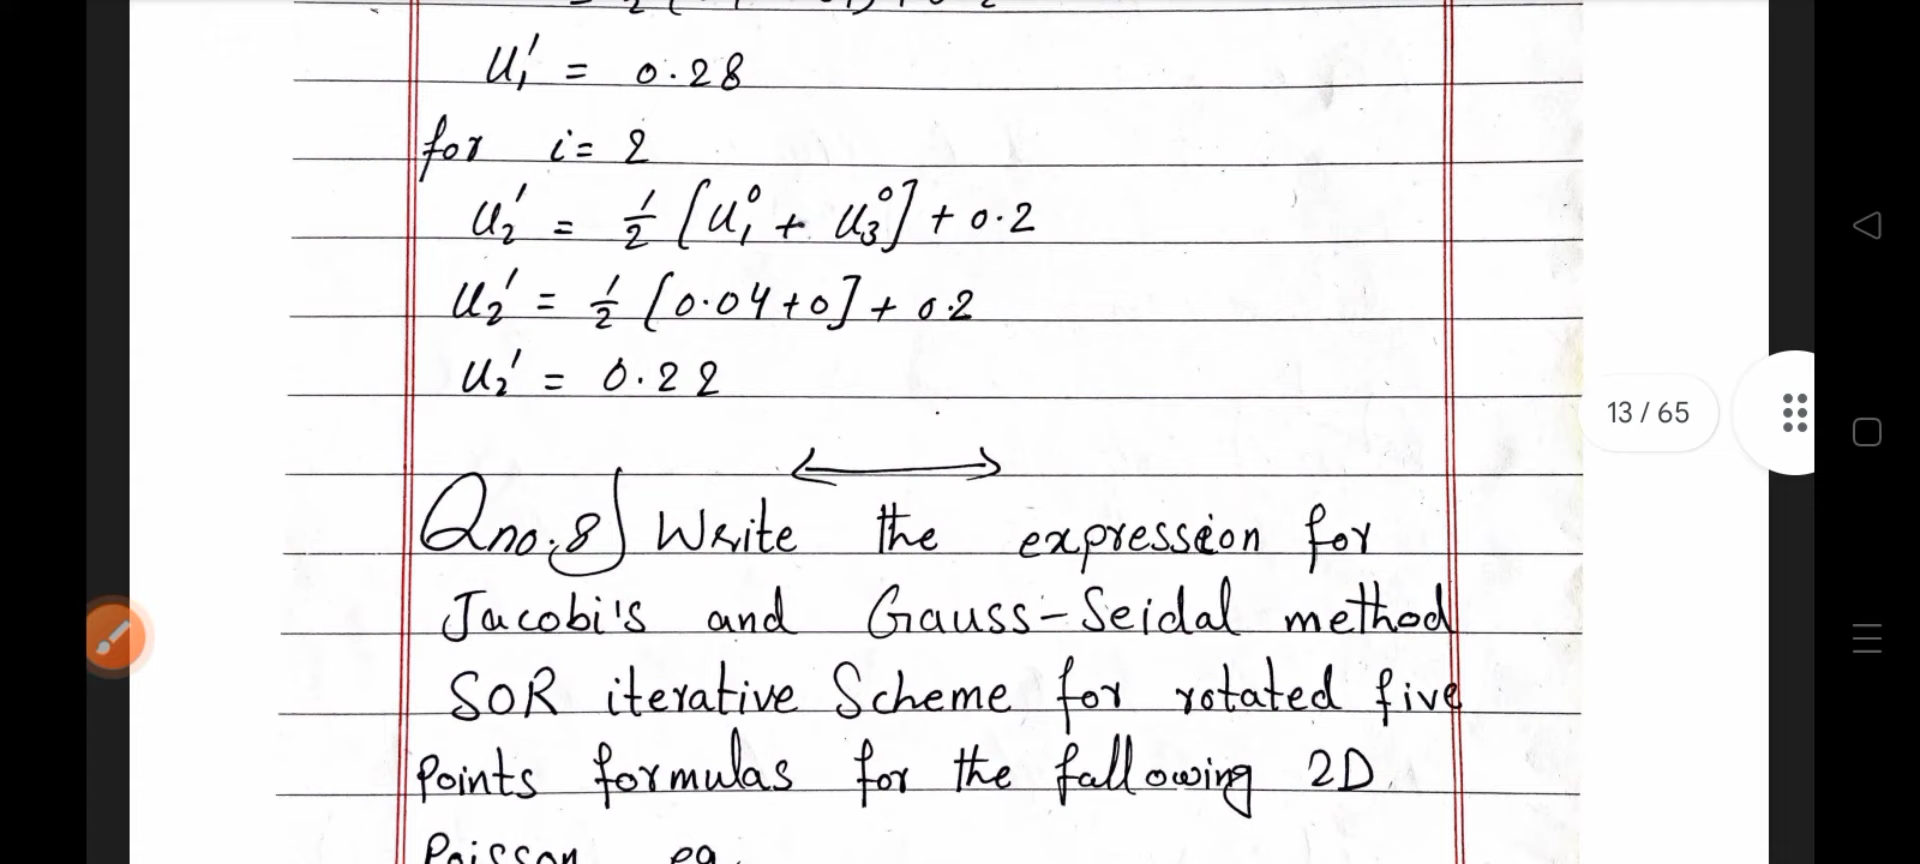 U₁' = 0.28
for i = 2
U₂' = 1/2 [U₁⁰ + U₃⁰] + 0.2
U₂' = 1/2 [0.04+0] + 0.2
U₂' = 0.22
13 / 65
Qno.8) Write the expression for
Jacobi's and Gauss-Seidal method
SOR iterative Scheme for rotated five
Points formulas for the fallowing 2D
Poisson eq